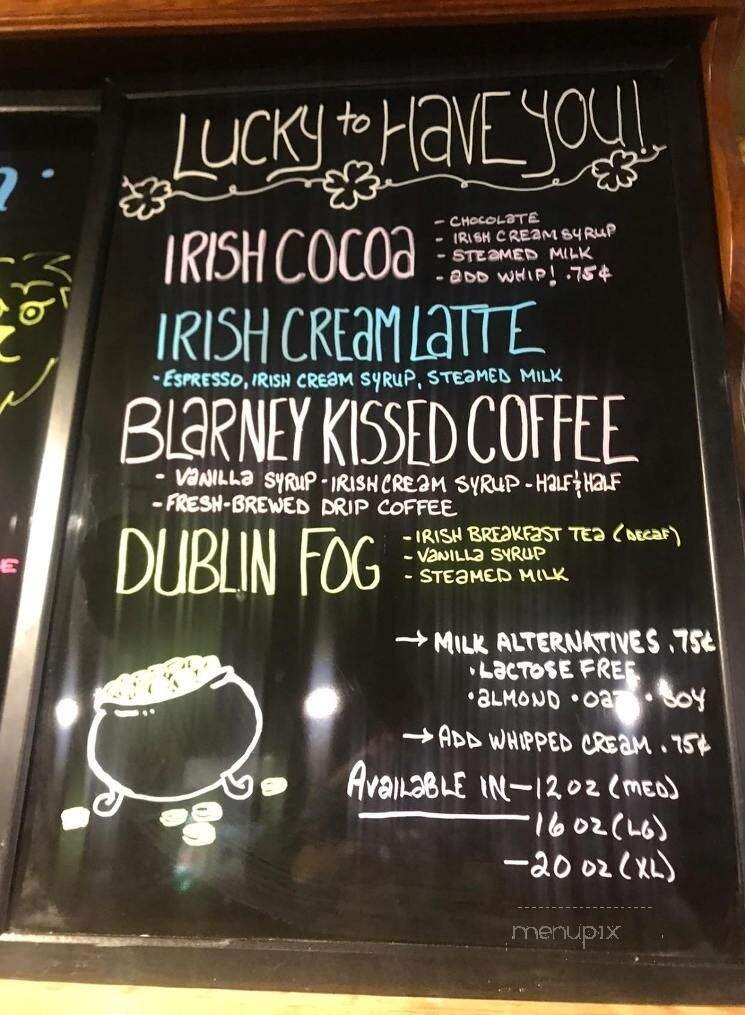 LUCKY to HAVE YOU!
IRISH COCOA
- CHOCOLATE
- IRISH CREAM SYRUP
- STEAMED MILK
- ADD WHIP! .75¢
IRISH CREAM LATTE
- ESPRESSO, IRISH CREAM SYRUP, STEAMED MILK
BLARNEY KISSED COFFEE
- VANILLA SYRUP - IRISH CREAM SYRUP - HALF & HALF
- FRESH-BREWED DRIP COFFEE
DUBLIN FOG
- IRISH BREAKFAST TEA (DECAF)
- VANILLA SYRUP
- STEAMED MILK
→ MILK ALTERNATIVES .75¢
• LACTOSE FREE
• ALMOND • OAT • SOY
→ ADD WHIPPED CREAM .75¢
AVAILABLE IN - 12 OZ (MED)
16 OZ (LG)
- 20 OZ (XL)
menupix